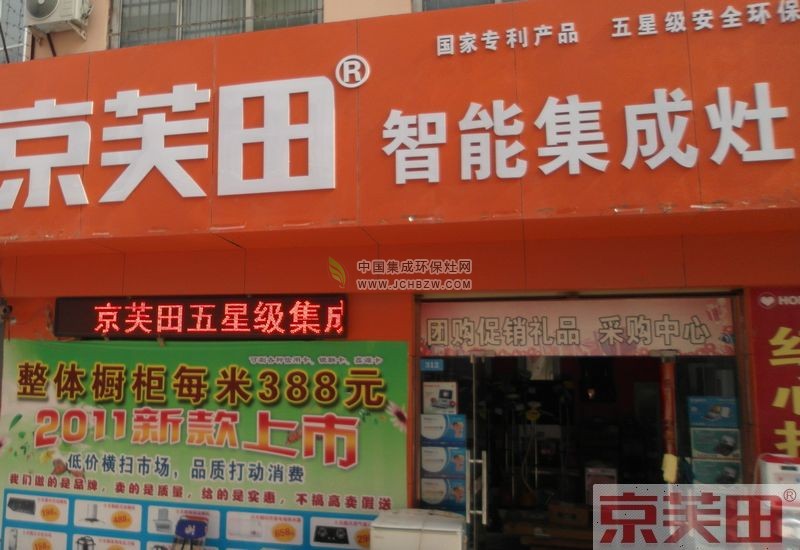 国家专利产品 五星级安全环保
京芙田®
智能集成灶
中国集成环保灶网
WWW.JCHBZW.COM
京芙田五星级集成
团购促销礼品 采购中心
313
HO
整体橱柜每米388元
2011新款上市
低价横扫市场，品质打动消费
我们做的是品牌，卖的是质量，给的是实惠，不搞高卖假送
京芙田®